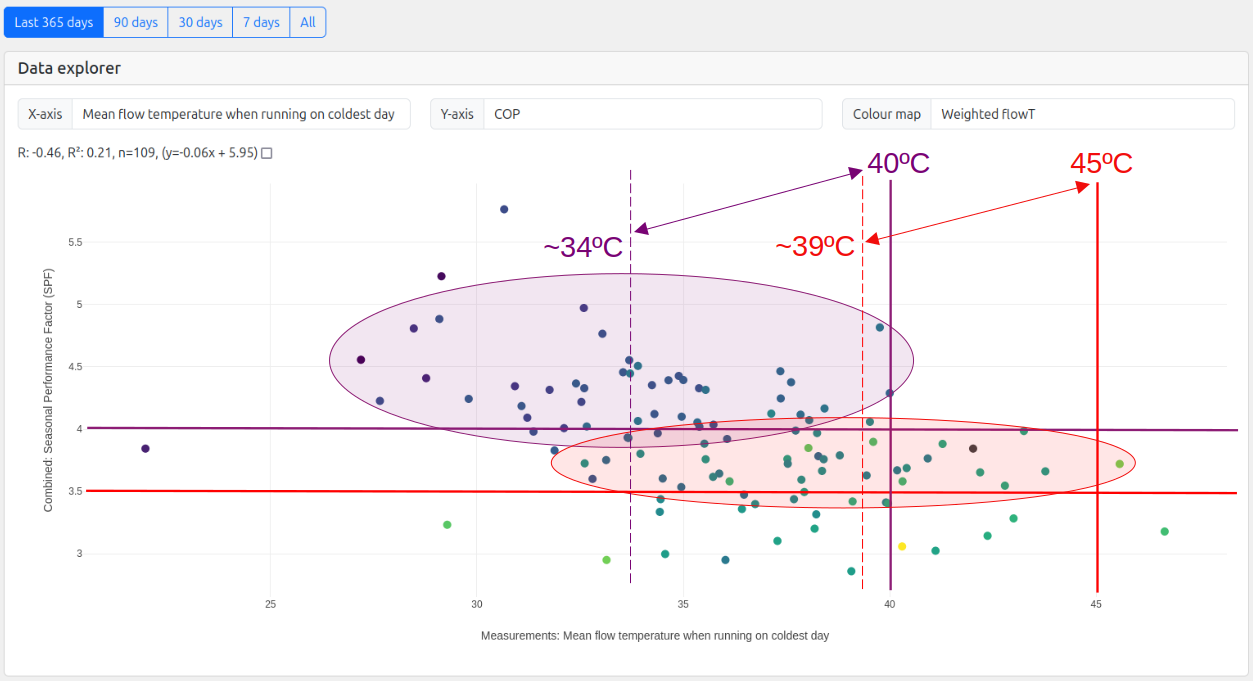 Last 365 days 90 days 30 days 7 days All
Data explorer
X-axis Mean flow temperature when running on coldest day Y-axis COP Colour map Weighted flowT
R: -0.46, R²: 0.21, n=109, (y=-0.06x + 5.95)
40ºC 45ºC
~34ºC ~39ºC
Combined: Seasonal Performance Factor (SPF)
5.5
5
4.5
4
3.5
3
25 30 35 40 45
Measurements: Mean flow temperature when running on coldest day